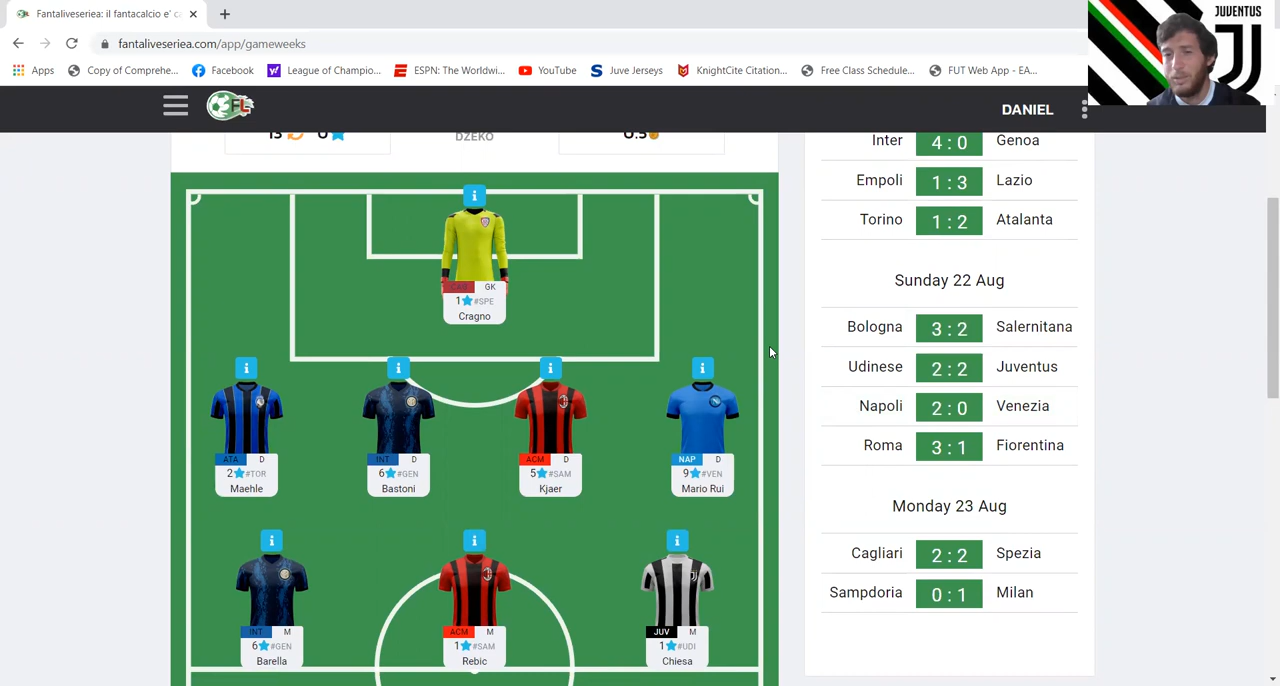 Fantaliveseriea: il fantacalcio e' ca
fantaliveseriea.com/app/gameweeks
Apps Copy of Comprehe... Facebook League of Champio... ESPN: The Worldwi... YouTube Juve Jerseys KnightCite Citation... Free Class Schedule... FUT Web App - EA...
JUVENTUS
FL
DANIEL
DZEKO
Inter 4 : 0 Genoa
Empoli 1 : 3 Lazio
Torino 1 : 2 Atalanta
Sunday 22 Aug
Bologna 3 : 2 Salernitana
Udinese 2 : 2 Juventus
Napoli 2 : 0 Venezia
Roma 3 : 1 Fiorentina
Monday 23 Aug
Cagliari 2 : 2 Spezia
Sampdoria 0 : 1 Milan
CAG GK
1 #SPE
Cragno
ATA D
2 #TOR
Maehle
INT D
6 #GEN
Bastoni
ACM D
5 #SAM
Kjaer
NAP D
9 #VEN
Mario Rui
INT M
6 #GEN
Barella
ACM M
1 #SAM
Rebic
JUV M
1 #UDI
Chiesa